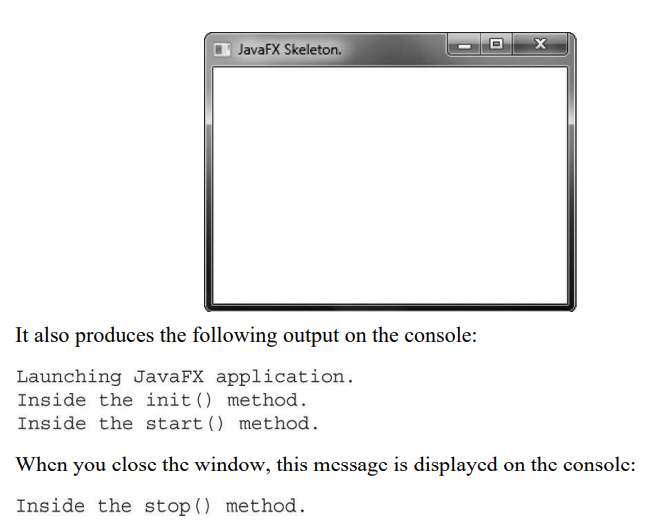 JavaFX Skeleton.
X
It also produces the following output on the console:
Launching JavaFX application.
Inside the init() method.
Inside the start() method.
When you close the window, this message is displayed on the console:
Inside the stop() method.